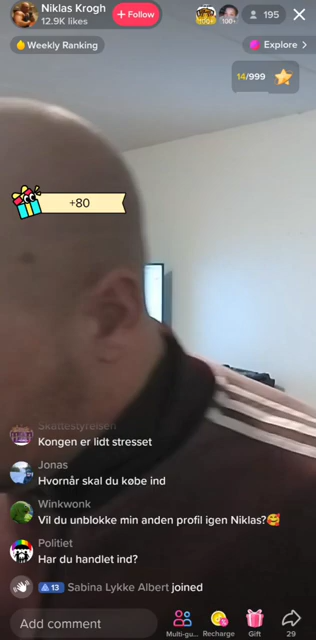 Niklas Krogh
12.9K likes
+ Follow
100+
195
Weekly Ranking
Explore >
14/999
+80
Skattestyrelsen
Kongen er lidt stresset
Jonas
Hvornår skal du købe ind
Winkwonk
Vil du unblokke min anden profil igen Niklas?🥰
Politiet
Har du handlet ind?
13 Sabina Lykke Albert joined
Add comment
Multi-gu...
Recharge
Gift
29